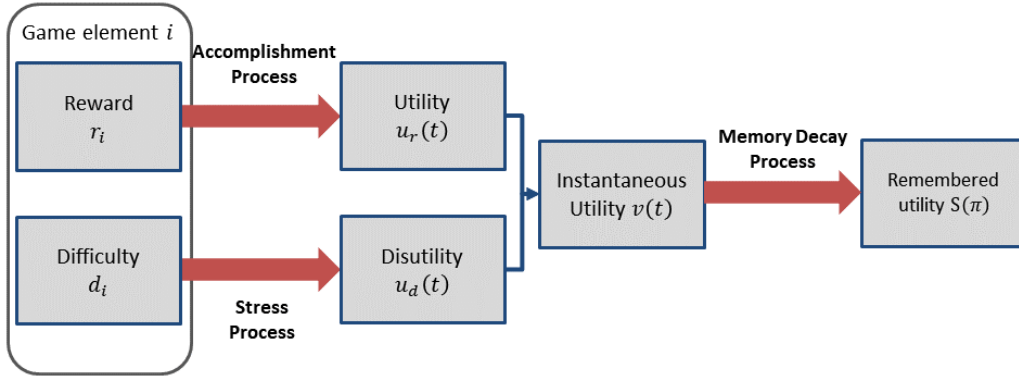 Game element i
Accomplishment
Process
Reward
r_i
Utility
u_r(t)
Memory Decay
Process
Instantaneous
Utility v(t)
Remembered
utility S(π)
Difficulty
d_i
Disutility
u_d(t)
Stress
Process